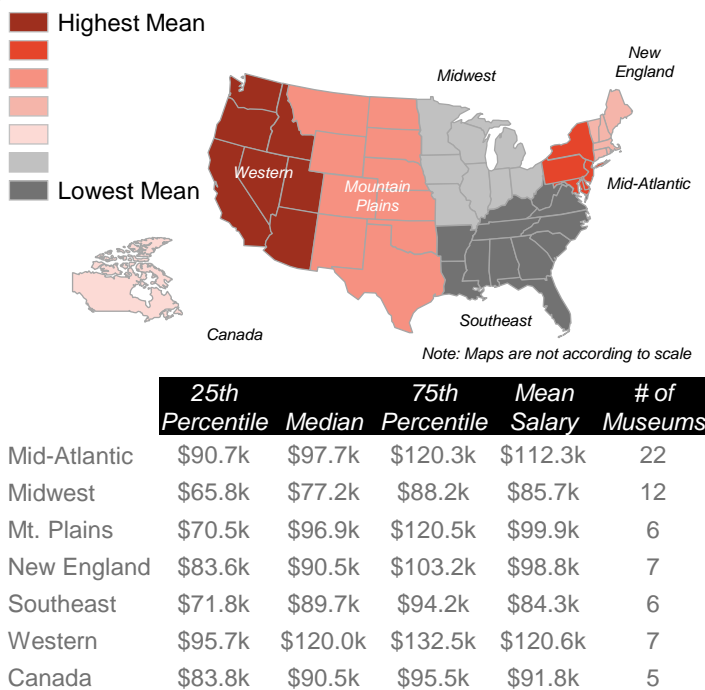 Highest Mean
New
England
Midwest
Western
Mountain
Plains
Lowest Mean
Mid-Atlantic
Southeast
Canada
Note: Maps are not according to scale
25th 75th Mean # of
Percentile Median Percentile Salary Museums
Mid-Atlantic $90.7k $97.7k $120.3k $112.3k 22
Midwest $65.8k $77.2k $88.2k $85.7k 12
Mt. Plains $70.5k $96.9k $120.5k $99.9k 6
New England $83.6k $90.5k $103.2k $98.8k 7
Southeast $71.8k $89.7k $94.2k $84.3k 6
Western $95.7k $120.0k $132.5k $120.6k 7
Canada $83.8k $90.5k $95.5k $91.8k 5